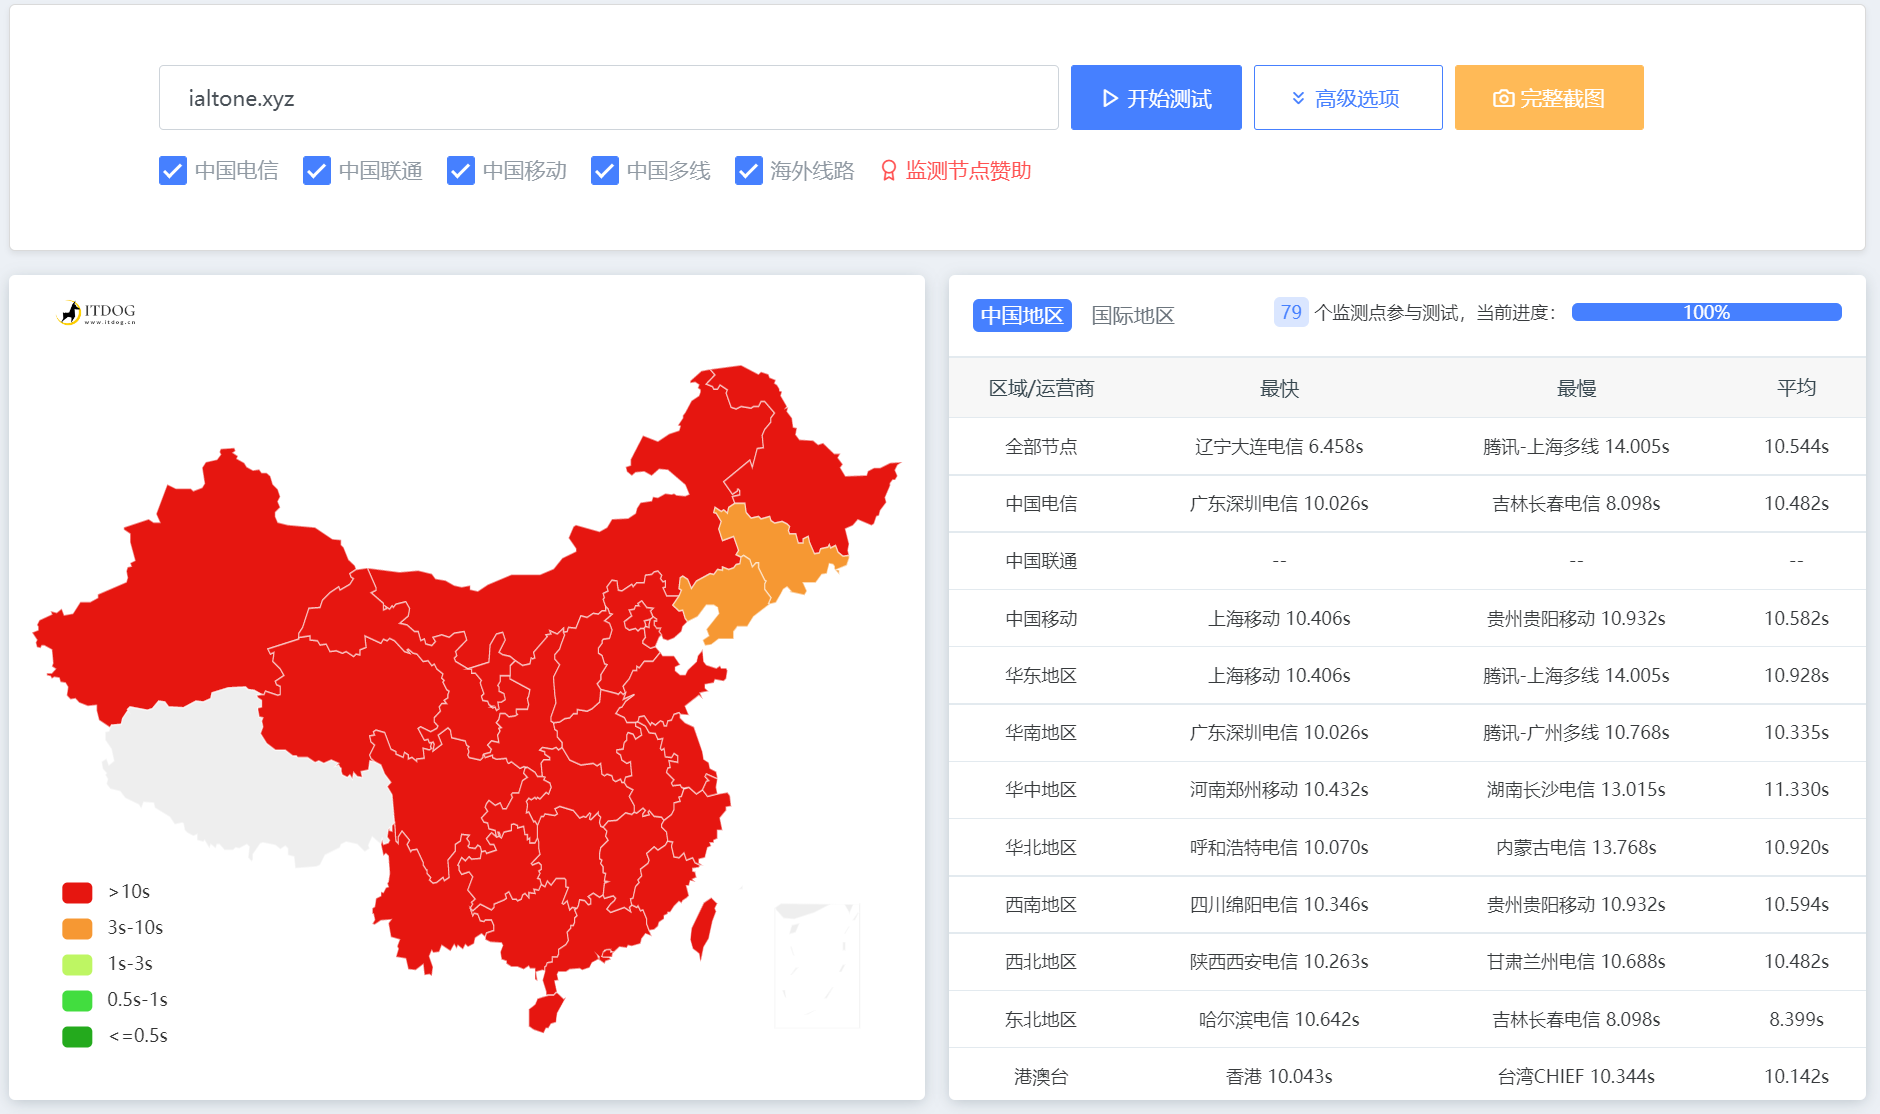 ialtone.xyz
开始测试
高级选项
完整截图
中国电信 中国联通 中国移动 中国多线 海外线路 监测节点赞助
ITDOG
www.itdog.cn
>10s
3s-10s
1s-3s
0.5s-1s
<=0.5s
中国地区 国际地区 79 个监测点参与测试，当前进度： 100%
区域/运营商 最快 最慢 平均
全部节点 辽宁大连电信 6.458s 腾讯-上海多线 14.005s 10.544s
中国电信 广东深圳电信 10.026s 吉林长春电信 8.098s 10.482s
中国联通 -- -- --
中国移动 上海移动 10.406s 贵州贵阳移动 10.932s 10.582s
华东地区 上海移动 10.406s 腾讯-上海多线 14.005s 10.928s
华南地区 广东深圳电信 10.026s 腾讯-广州多线 10.768s 10.335s
华中地区 河南郑州移动 10.432s 湖南长沙电信 13.015s 11.330s
华北地区 呼和浩特电信 10.070s 内蒙古电信 13.768s 10.920s
西南地区 四川绵阳电信 10.346s 贵州贵阳移动 10.932s 10.594s
西北地区 陕西西安电信 10.263s 甘肃兰州电信 10.688s 10.482s
东北地区 哈尔滨电信 10.642s 吉林长春电信 8.098s 8.399s
港澳台 香港 10.043s 台湾CHIEF 10.344s 10.142s